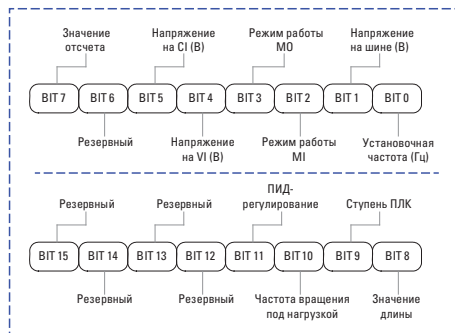 Значение отсчета
Напряжение на CI (В)
Режим работы MO
Напряжение на шине (В)
BIT 7 BIT 6 BIT 5 BIT 4 BIT 3 BIT 2 BIT 1 BIT 0
Резервный
Напряжение на VI (В)
Режим работы MI
Установочная частота (Гц)
Резервный
Резервный
ПИД-регулирование
Ступень ПЛК
BIT 15 BIT 14 BIT 13 BIT 12 BIT 11 BIT 10 BIT 9 BIT 8
Резервный
Резервный
Частота вращения под нагрузкой
Значение длины